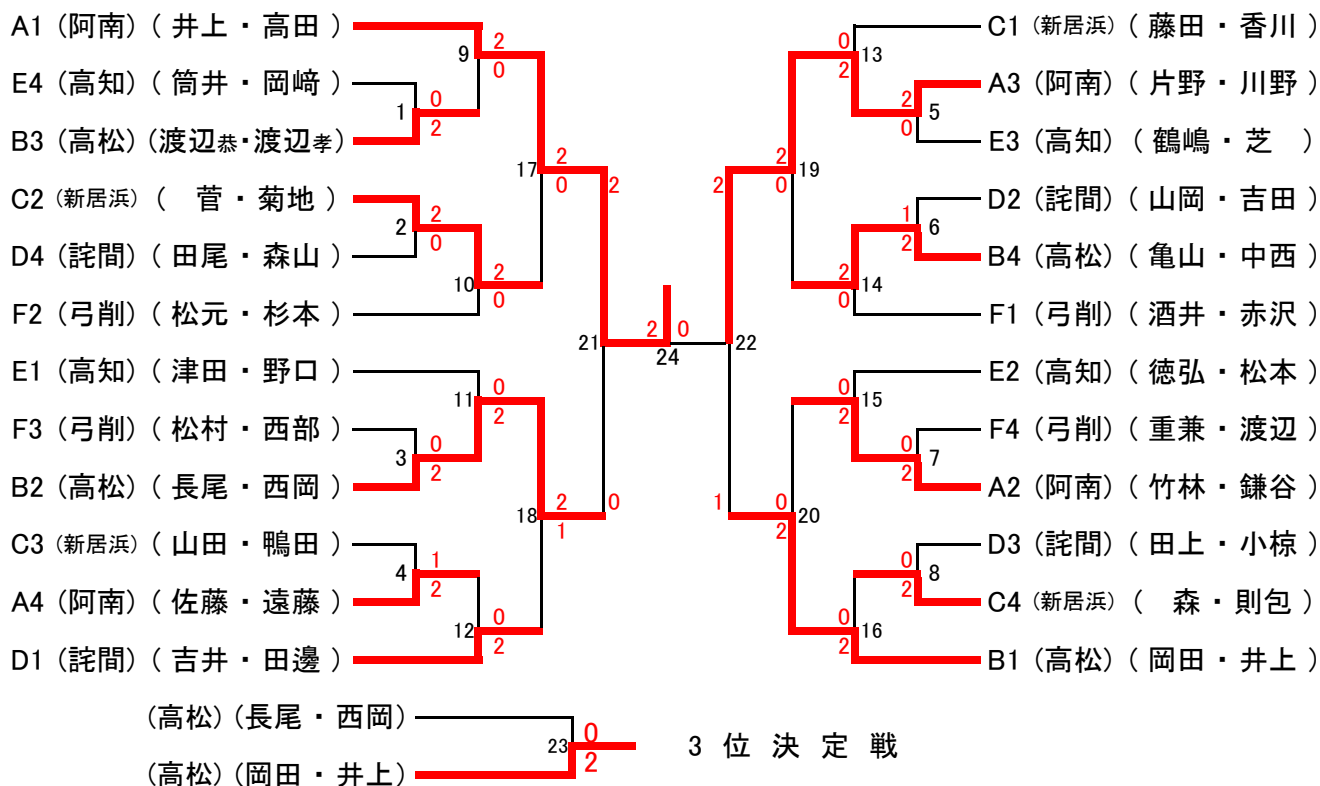 A1 (阿南) ( 井上・高田 )
E4 (高知) ( 筒井・岡﨑 )
B3 (高松) (渡辺恭・渡辺孝)
C2 (新居浜) ( 菅・菊地 )
D4 (詫間) ( 田尾・森山 )
F2 (弓削) ( 松元・杉本 )
E1 (高知) ( 津田・野口 )
F3 (弓削) ( 松村・西部 )
B2 (高松) ( 長尾・西岡 )
C3 (新居浜) ( 山田・鴨田 )
A4 (阿南) ( 佐藤・遠藤 )
D1 (詫間) ( 吉井・田邊 )
1 0 2
2 2 0
3 0 2
4 1 2
9 2 0
10 2 0
11 0 2
12 0 2
17 2 0
18 2 1
21 2 0
24 2 0
22 2 1
19 2 0
20 0 2
13 0 2
14 2 0
15 0 2
16 0 2
5 2 0
6 1 2
7 0 2
8 0 2
C1 (新居浜) ( 藤田・香川 )
A3 (阿南) ( 片野・川野 )
E3 (高知) ( 鶴嶋・芝 )
D2 (詫間) ( 山岡・吉田 )
B4 (高松) ( 亀山・中西 )
F1 (弓削) ( 酒井・赤沢 )
E2 (高知) ( 徳弘・松本 )
F4 (弓削) ( 重兼・渡辺 )
A2 (阿南) ( 竹林・鎌谷 )
D3 (詫間) ( 田上・小椋 )
C4 (新居浜) ( 森・則包 )
B1 (高松) ( 岡田・井上 )
(高松) (長尾・西岡)
23 0 2 3位決定戦
(高松) (岡田・井上)